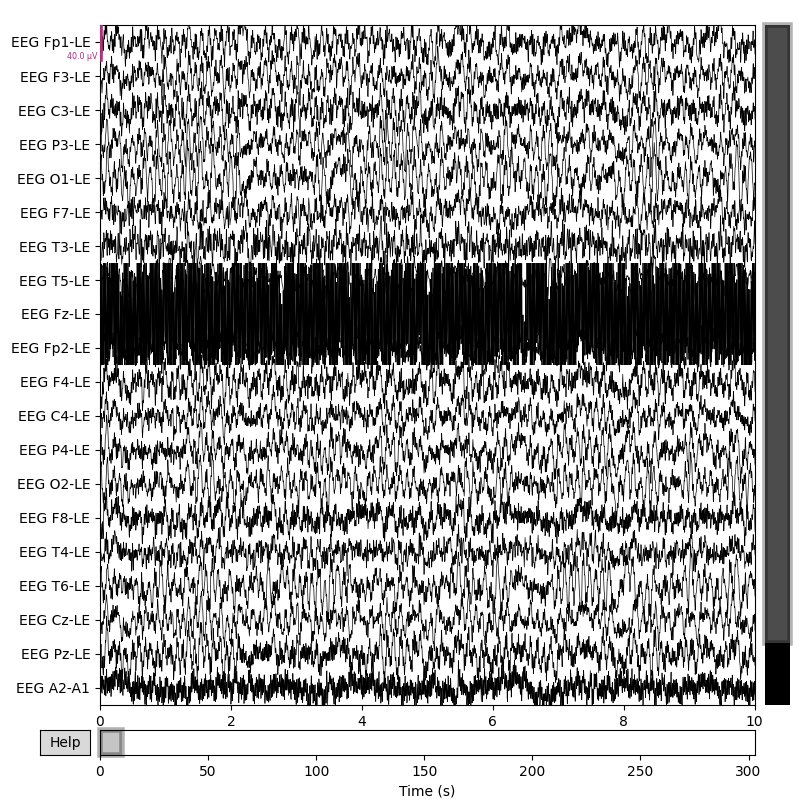 EEG Fp1-LE
40.0 µV
EEG F3-LE
EEG C3-LE
EEG P3-LE
EEG O1-LE
EEG F7-LE
EEG T3-LE
EEG T5-LE
EEG Fz-LE
EEG Fp2-LE
EEG F4-LE
EEG C4-LE
EEG P4-LE
EEG O2-LE
EEG F8-LE
EEG T4-LE
EEG T6-LE
EEG Cz-LE
EEG Pz-LE
EEG A2-A1
0 2 4 6 8 10
Help
0 50 100 150 200 250 300
Time (s)